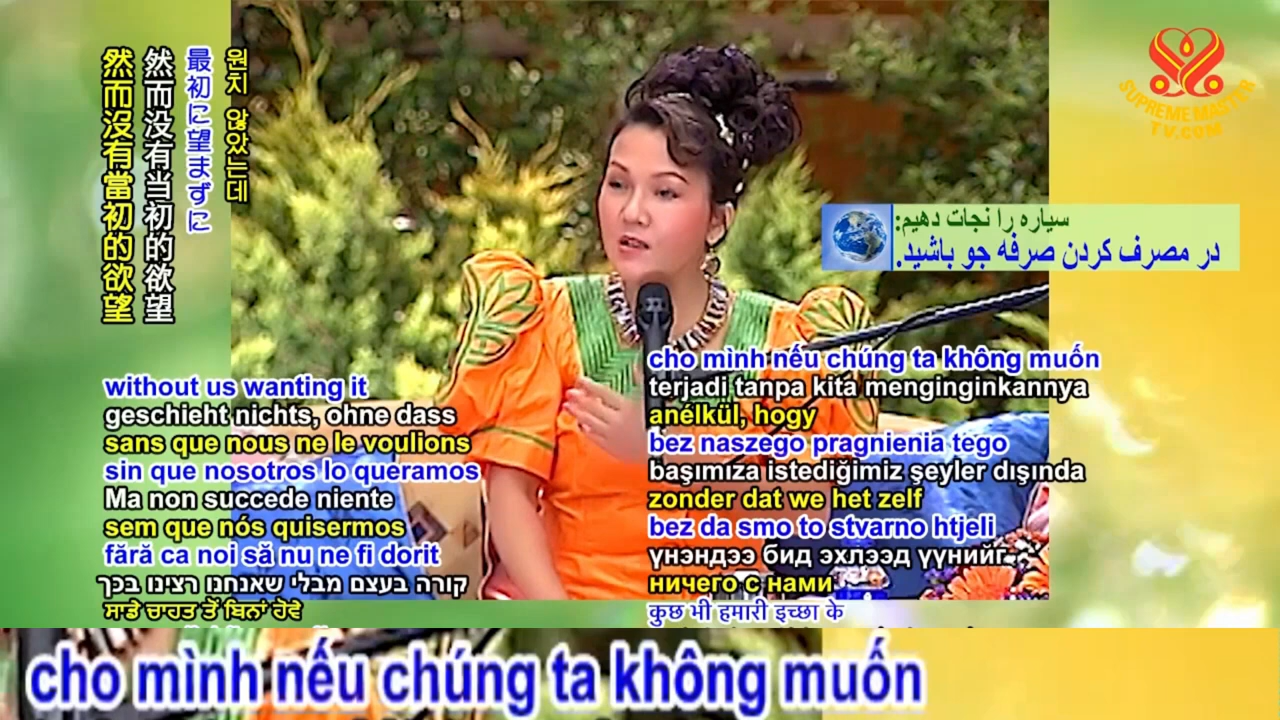 원치 않았는데
最初に望まずに
然而没有当初的欲望
然而沒有當初的欲望
SUPREME MASTER
TV.COM
سیاره را نجات دهیم:
در مصرف کردن صرفه جو باشید.
without us wanting it
geschieht nichts, ohne dass
sans que nous ne le voulions
sin que nosotros lo queramos
Ma non succede niente
sem que nós quisermos
fără ca noi să nu ne fi dorit
קורה בעצם מבלי שאנחנו רצינו בכך
ਸਾਡੇ ਚਾਹਤ ਤੋਂ ਬਿਨਾਂ ਹੋਵੇ
cho mình nếu chúng ta không muốn
terjadi tanpa kita menginginkannya
anélkül, hogy
bez naszego pragnienia tego
başımıza istediğimiz şeyler dışında
zonder dat we het zelf
bez da smo to stvarno htjeli
үнэндээ бид эхлээд үүнийг
ничего с нами
कुछ भी हमारी इच्छा के
cho mình nếu chúng ta không muốn